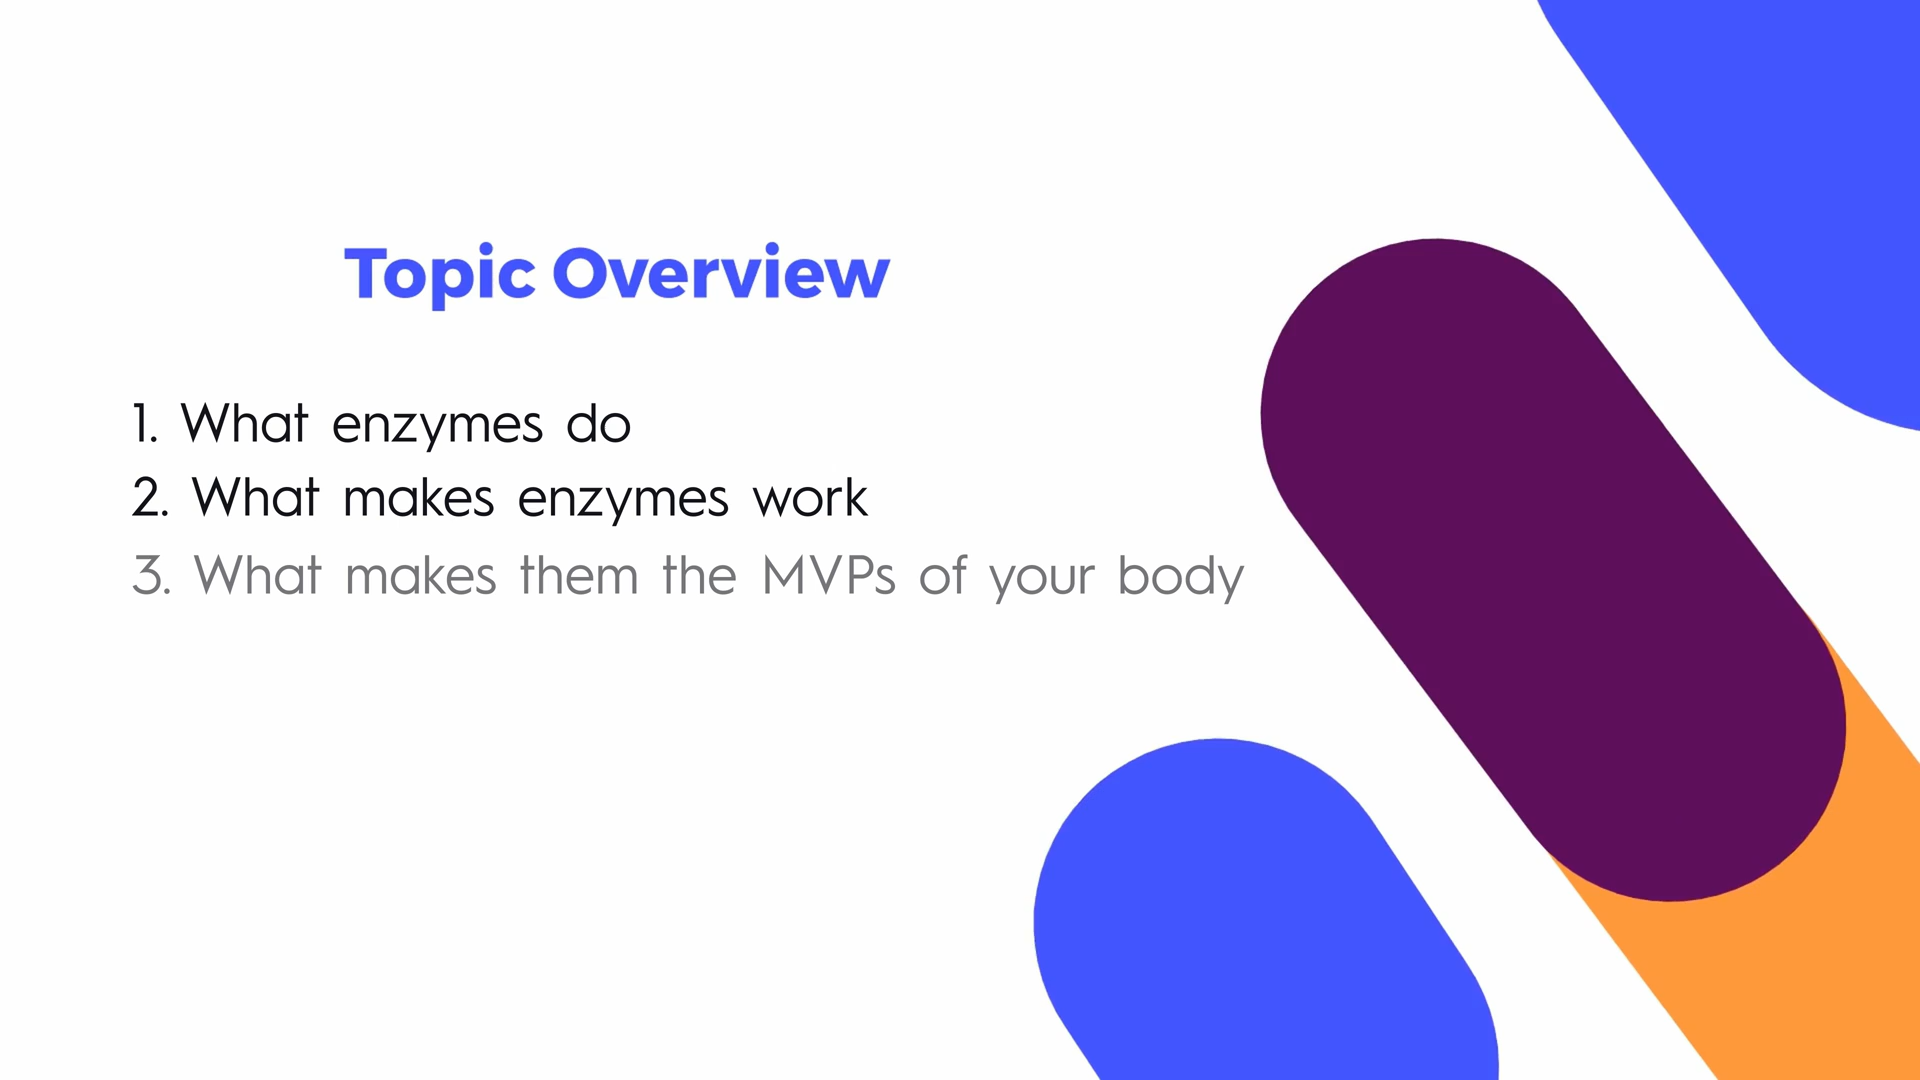 Topic Overview
1. What enzymes do
2. What makes enzymes work
3. What makes them the MVPs of your body